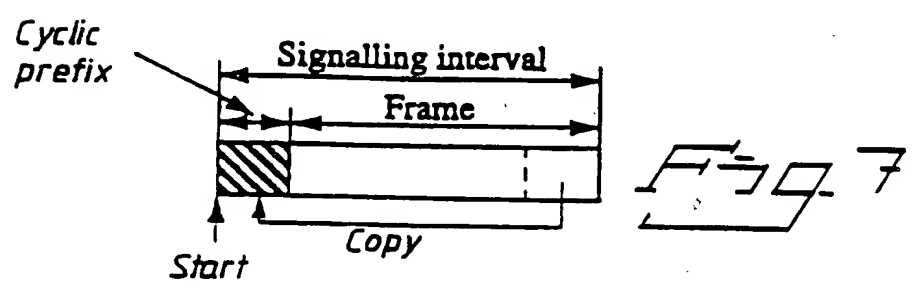 Cyclic
prefix
Signalling interval
Frame
Copy
Start
Fig. 7